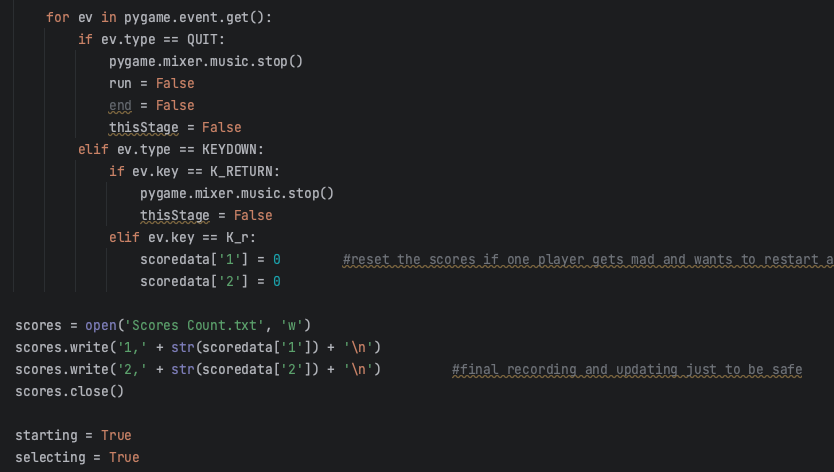 for ev in pygame.event.get():
if ev.type == QUIT:
pygame.mixer.music.stop()
run = False
end = False
thisStage = False
elif ev.type == KEYDOWN:
if ev.key == K_RETURN:
pygame.mixer.music.stop()
thisStage = False
elif ev.key == K_r:
scoredata['1'] = 0 #reset the scores if one player gets mad and wants to restart a
scoredata['2'] = 0
scores = open('Scores Count.txt', 'w')
scores.write('1,' + str(scoredata['1']) + '\n')
scores.write('2,' + str(scoredata['2']) + '\n') #final recording and updating just to be safe
scores.close()
starting = True
selecting = True